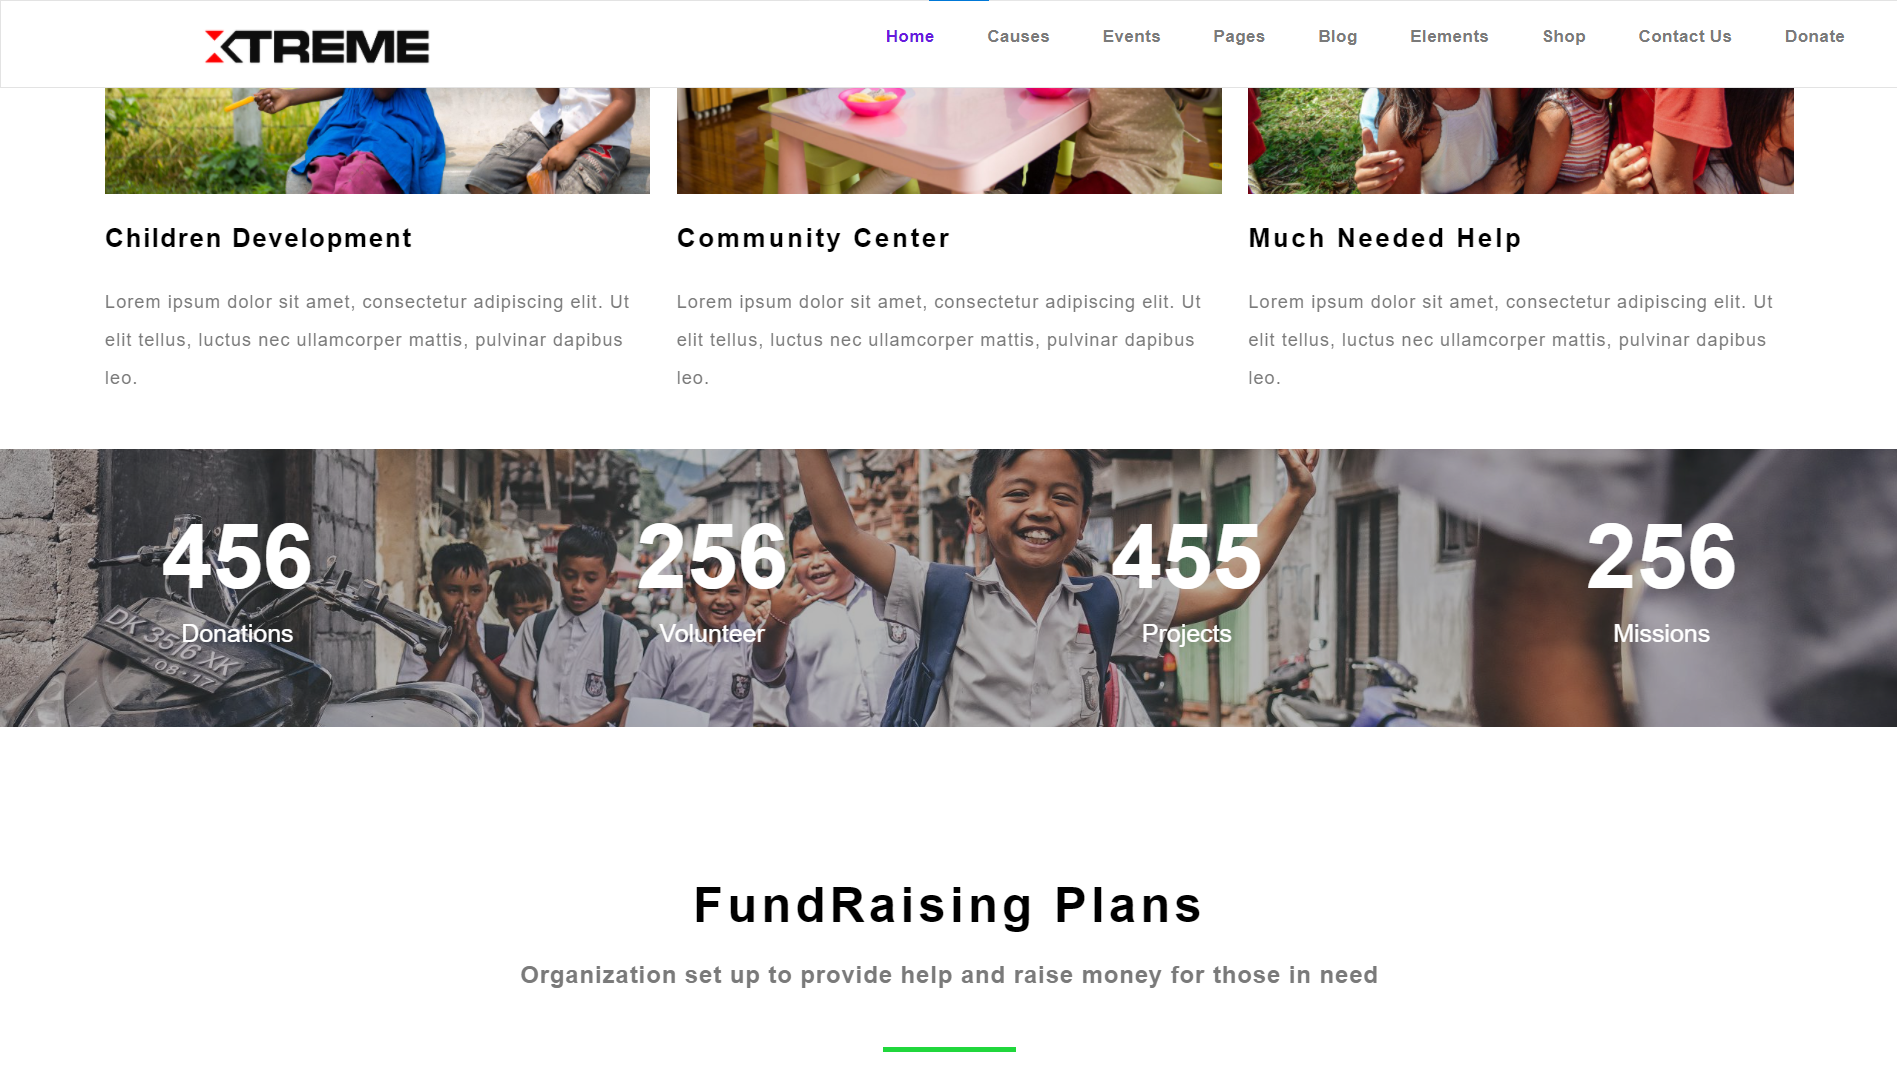 XTREME
Home Causes Events Pages Blog Elements Shop Contact Us Donate
Children Development
Lorem ipsum dolor sit amet, consectetur adipiscing elit. Ut
elit tellus, luctus nec ullamcorper mattis, pulvinar dapibus
leo.
Community Center
Lorem ipsum dolor sit amet, consectetur adipiscing elit. Ut
elit tellus, luctus nec ullamcorper mattis, pulvinar dapibus
leo.
Much Needed Help
Lorem ipsum dolor sit amet, consectetur adipiscing elit. Ut
elit tellus, luctus nec ullamcorper mattis, pulvinar dapibus
leo.
456
Donations
256
Volunteer
455
Projects
256
Missions
DK 3516 XK
08 · 17
FundRaising Plans
Organization set up to provide help and raise money for those in need